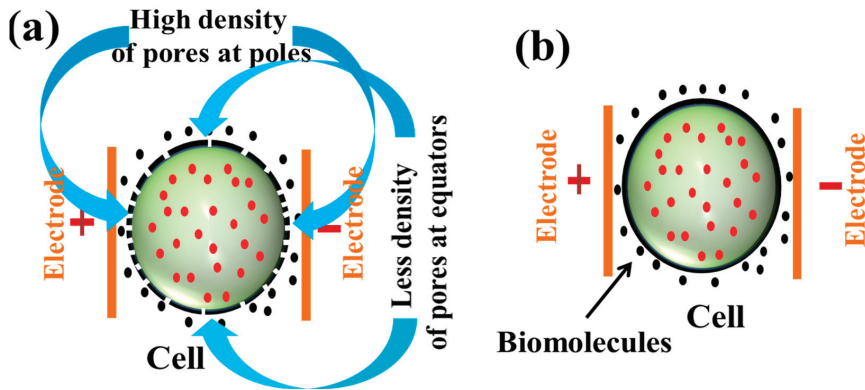 (a)
High density
of pores at poles
Electrode
+
-
Electrode
Less density
of pores at equators
Cell
(b)
Electrode
+
-
Electrode
Biomolecules
Cell